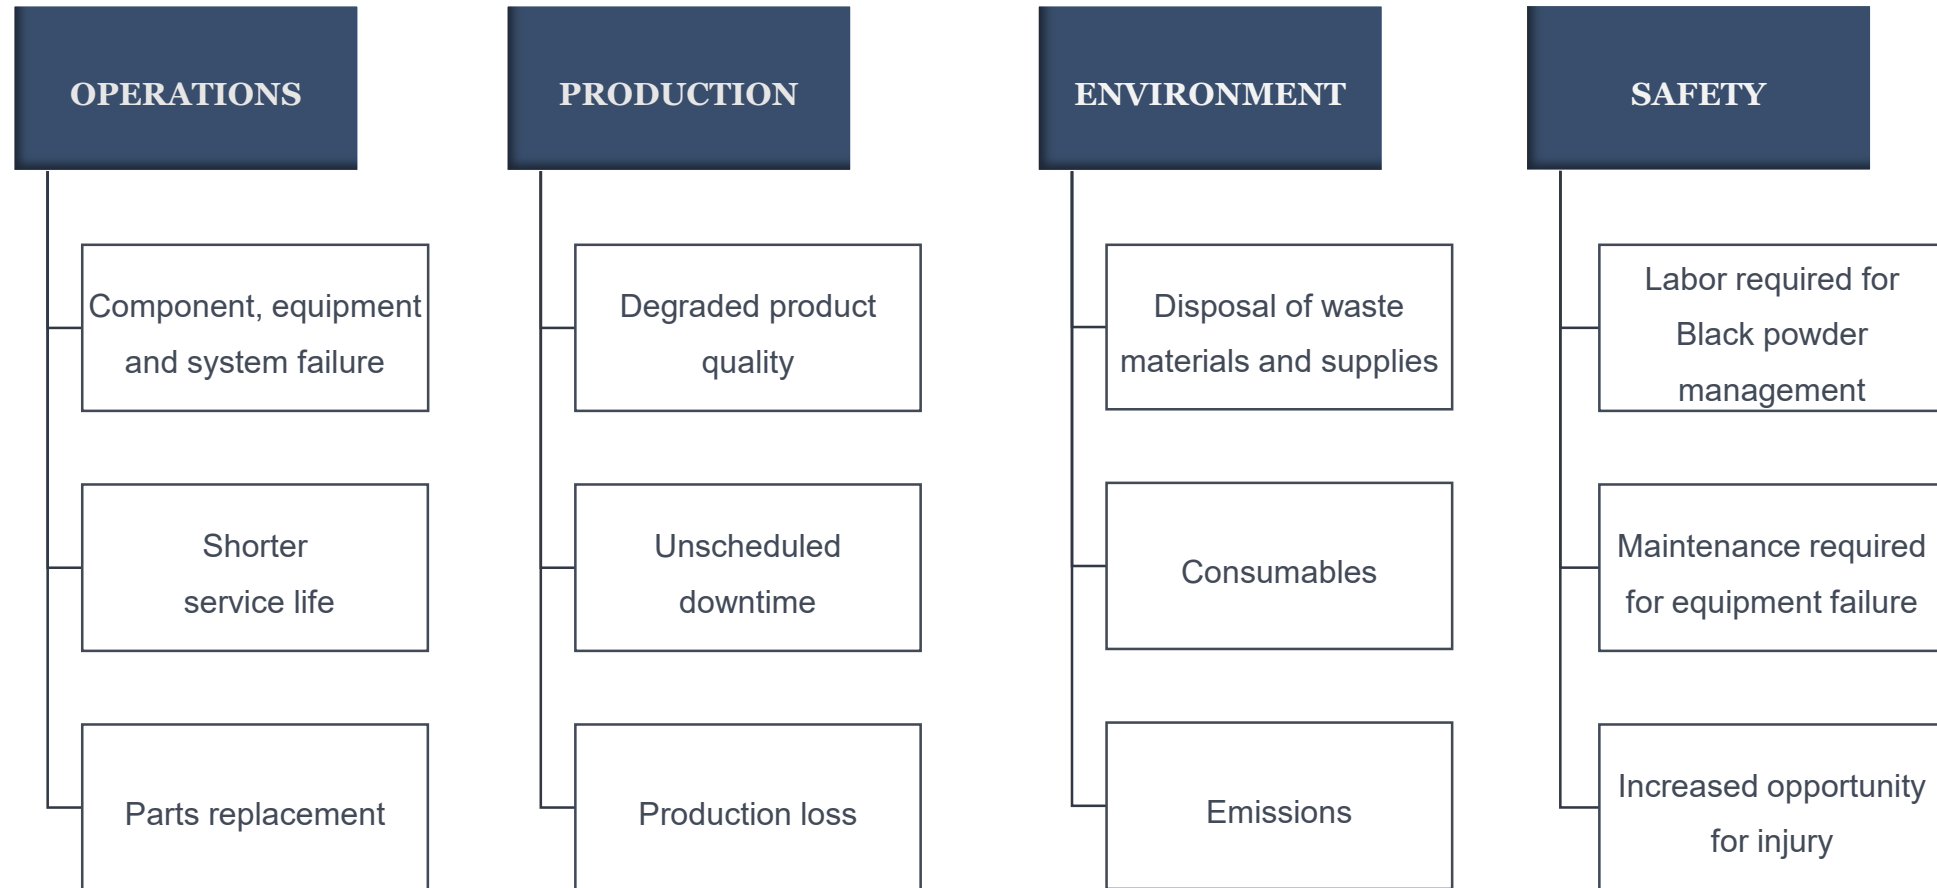 OPERATIONS
Component, equipment
and system failure
Shorter
service life
Parts replacement
PRODUCTION
Degraded product
quality
Unscheduled
downtime
Production loss
ENVIRONMENT
Disposal of waste
materials and supplies
Consumables
Emissions
SAFETY
Labor required for
Black powder
management
Maintenance required
for equipment failure
Increased opportunity
for injury